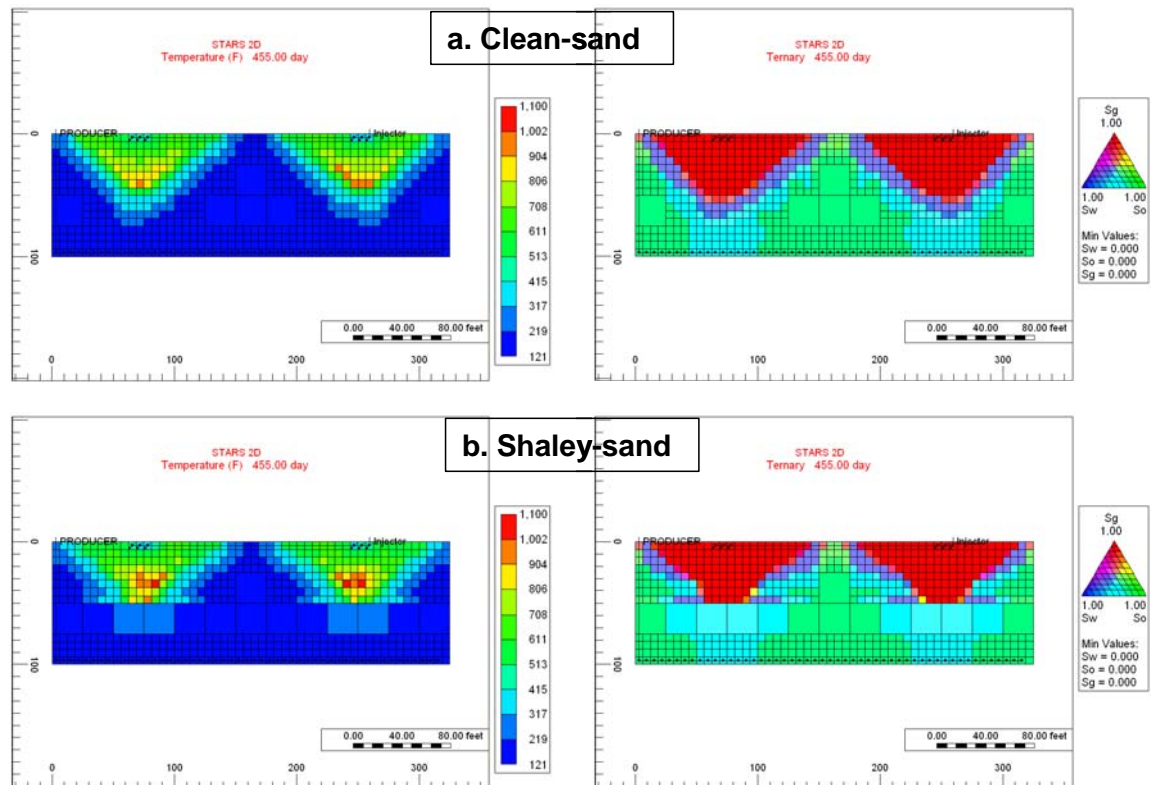 a. Clean-sand
STARS 2D
Temperature (F) 455.00 day
PRODUCER
Injector
0
100
0
100
200
300
0.00 40.00 80.00 feet
1,100
1,002
904
806
708
611
513
415
317
219
121
STARS 2D
Ternary 455.00 day
PRODUCER
Injector
0
100
0
100
200
300
0.00 40.00 80.00 feet
Sg
1.00
1.00 1.00
Sw So
Min Values:
Sw = 0.000
So = 0.000
Sg = 0.000
b. Shaley-sand
STARS 2D
Temperature (F) 455.00 day
PRODUCER
Injector
0
100
0
100
200
300
0.00 40.00 80.00 feet
1,100
1,002
904
806
708
611
513
415
317
219
121
STARS 2D
Ternary 455.00 day
PRODUCER
Injector
0
100
0
100
200
300
0.00 40.00 80.00 feet
Sg
1.00
1.00 1.00
Sw So
Min Values:
Sw = 0.000
So = 0.000
Sg = 0.000